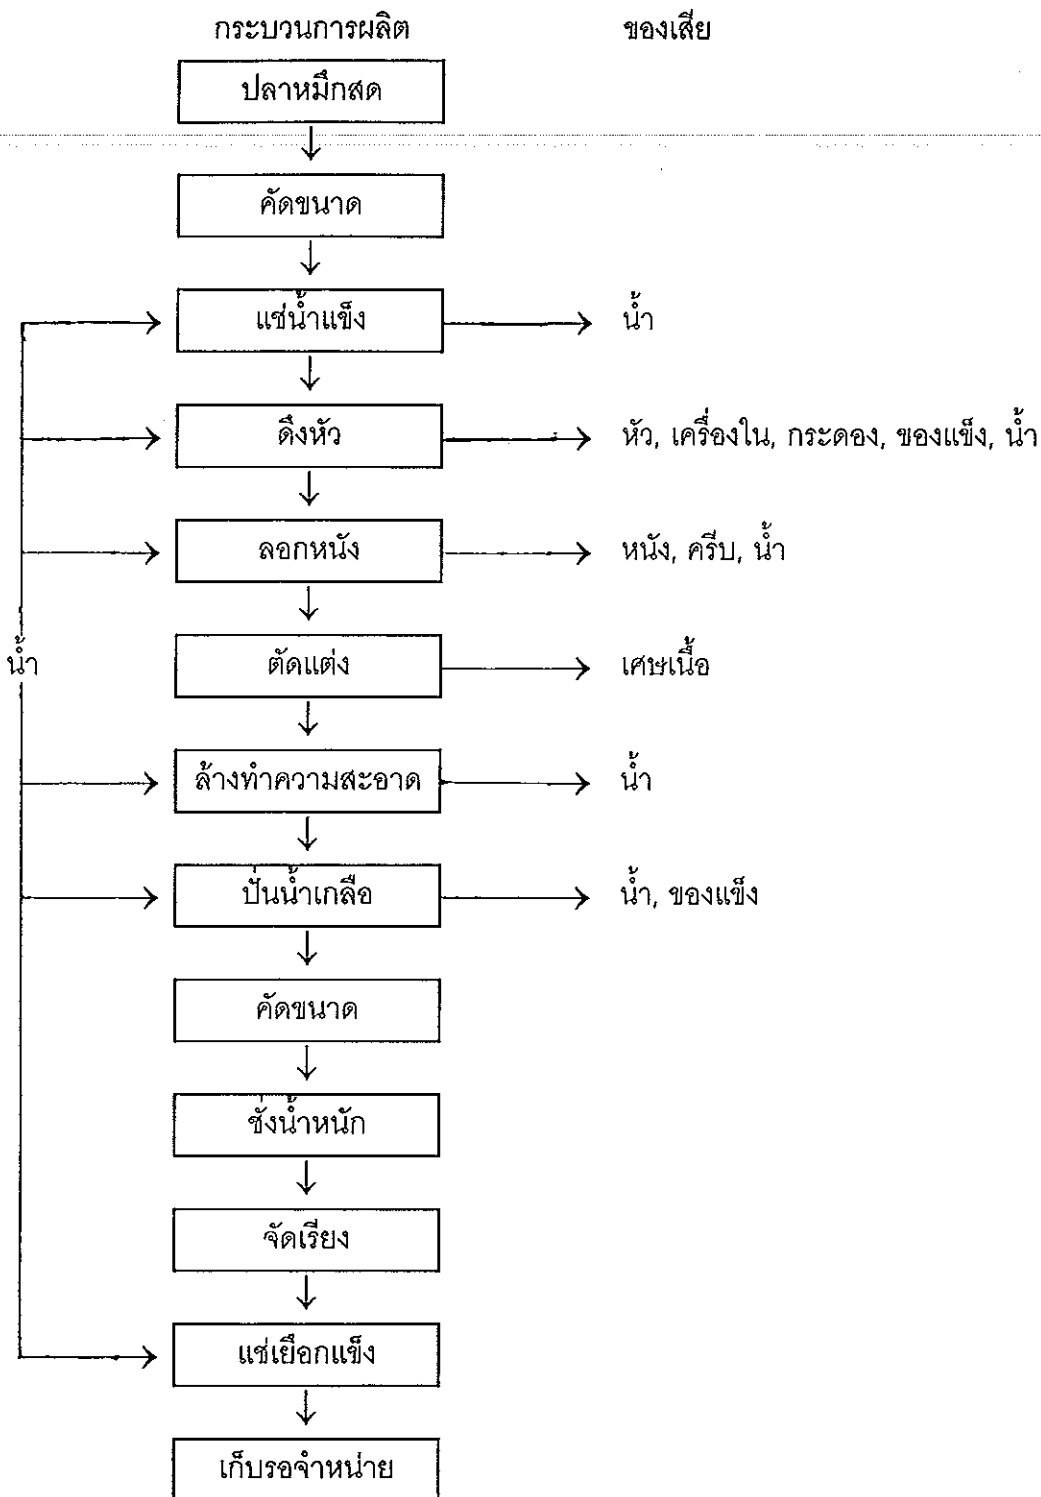 กระบวนการผลิต ของเสีย
ปลาหมึกสด
คัดขนาด
แช่น้ำแข็ง น้ำ
ดึงหัว หัว, เครื่องใน, กระดอง, ของแข็ง, น้ำ
ลอกหนัง หนัง, ครีบ, น้ำ
น้ำ ตัดแต่ง เศษเนื้อ
ล้างทำความสะอาด น้ำ
ปั่นน้ำเกลือ น้ำ, ของแข็ง
คัดขนาด
ชั่งน้ำหนัก
จัดเรียง
แช่เยือกแข็ง
เก็บรอจำหน่าย